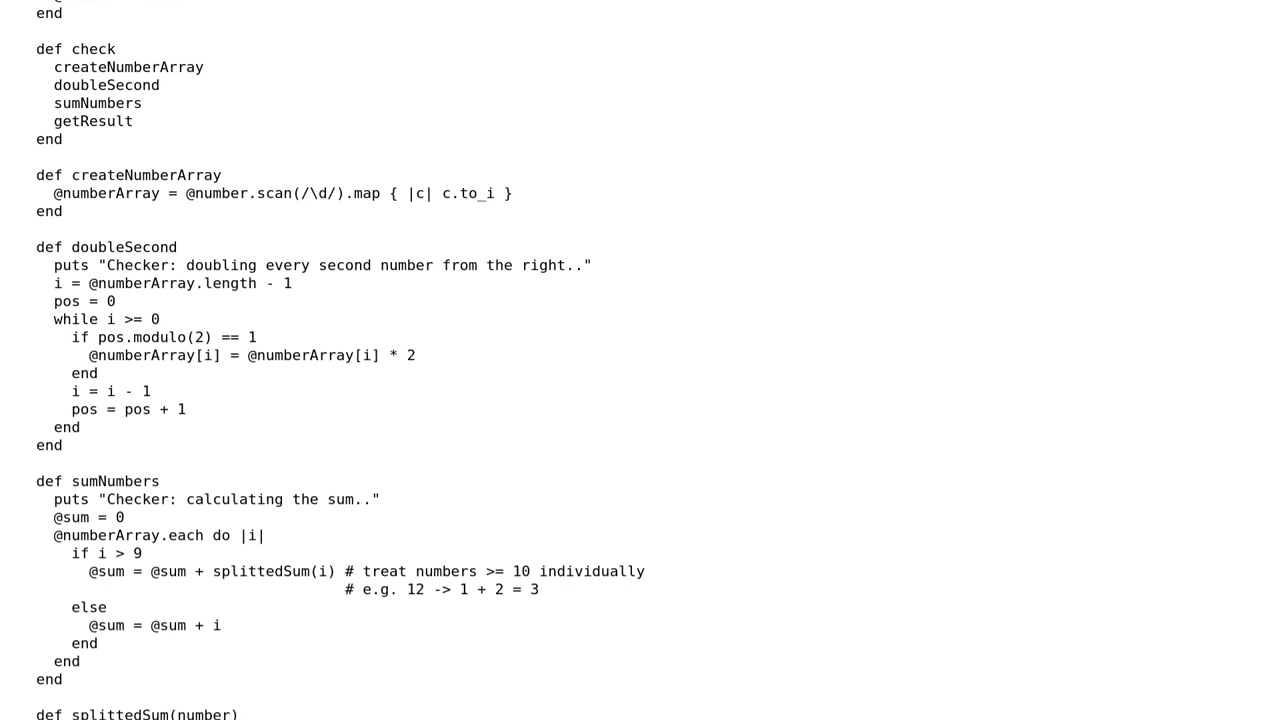 end

def check
  createNumberArray
  doubleSecond
  sumNumbers
  getResult
end

def createNumberArray
  @numberArray = @number.scan(/\d/).map { |c| c.to_i }
end

def doubleSecond
  puts "Checker: doubling every second number from the right.."
  i = @numberArray.length - 1
  pos = 0
  while i >= 0
    if pos.modulo(2) == 1
      @numberArray[i] = @numberArray[i] * 2
    end
    i = i - 1
    pos = pos + 1
  end
end

def sumNumbers
  puts "Checker: calculating the sum.."
  @sum = 0
  @numberArray.each do |i|
    if i > 9
      @sum = @sum + splittedSum(i) # treat numbers >= 10 individually
                                   # e.g. 12 -> 1 + 2 = 3
    else
      @sum = @sum + i
    end
  end
end

def splittedSum(number)